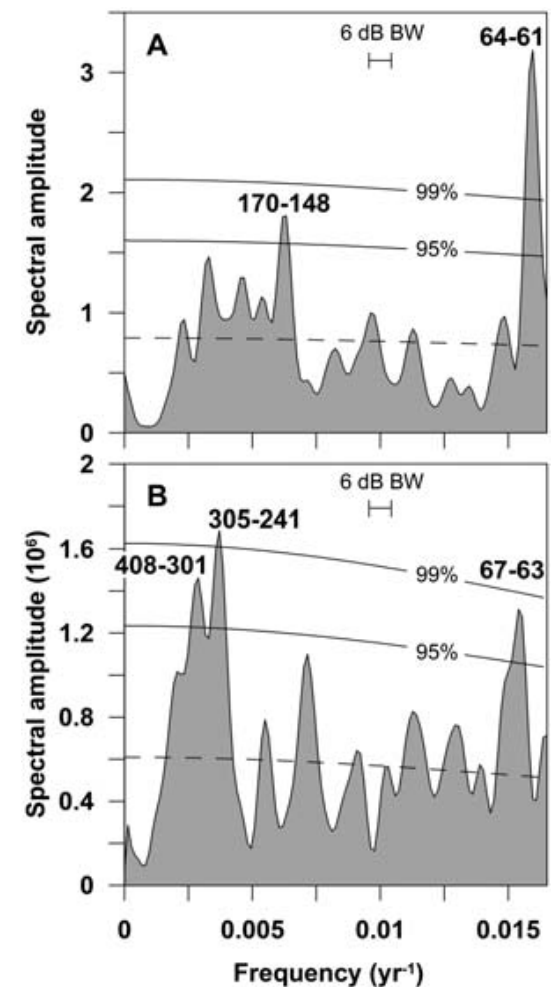 A
6 dB BW
64-61
3
99%
2
170-148
95%
1
0
Spectral amplitude
2
B
6 dB BW
305-241
1.6
408-301
99%
67-63
1.2
95%
0.8
0.4
0
Spectral amplitude (10⁶)
0 0.005 0.01 0.015
Frequency (yr⁻¹)